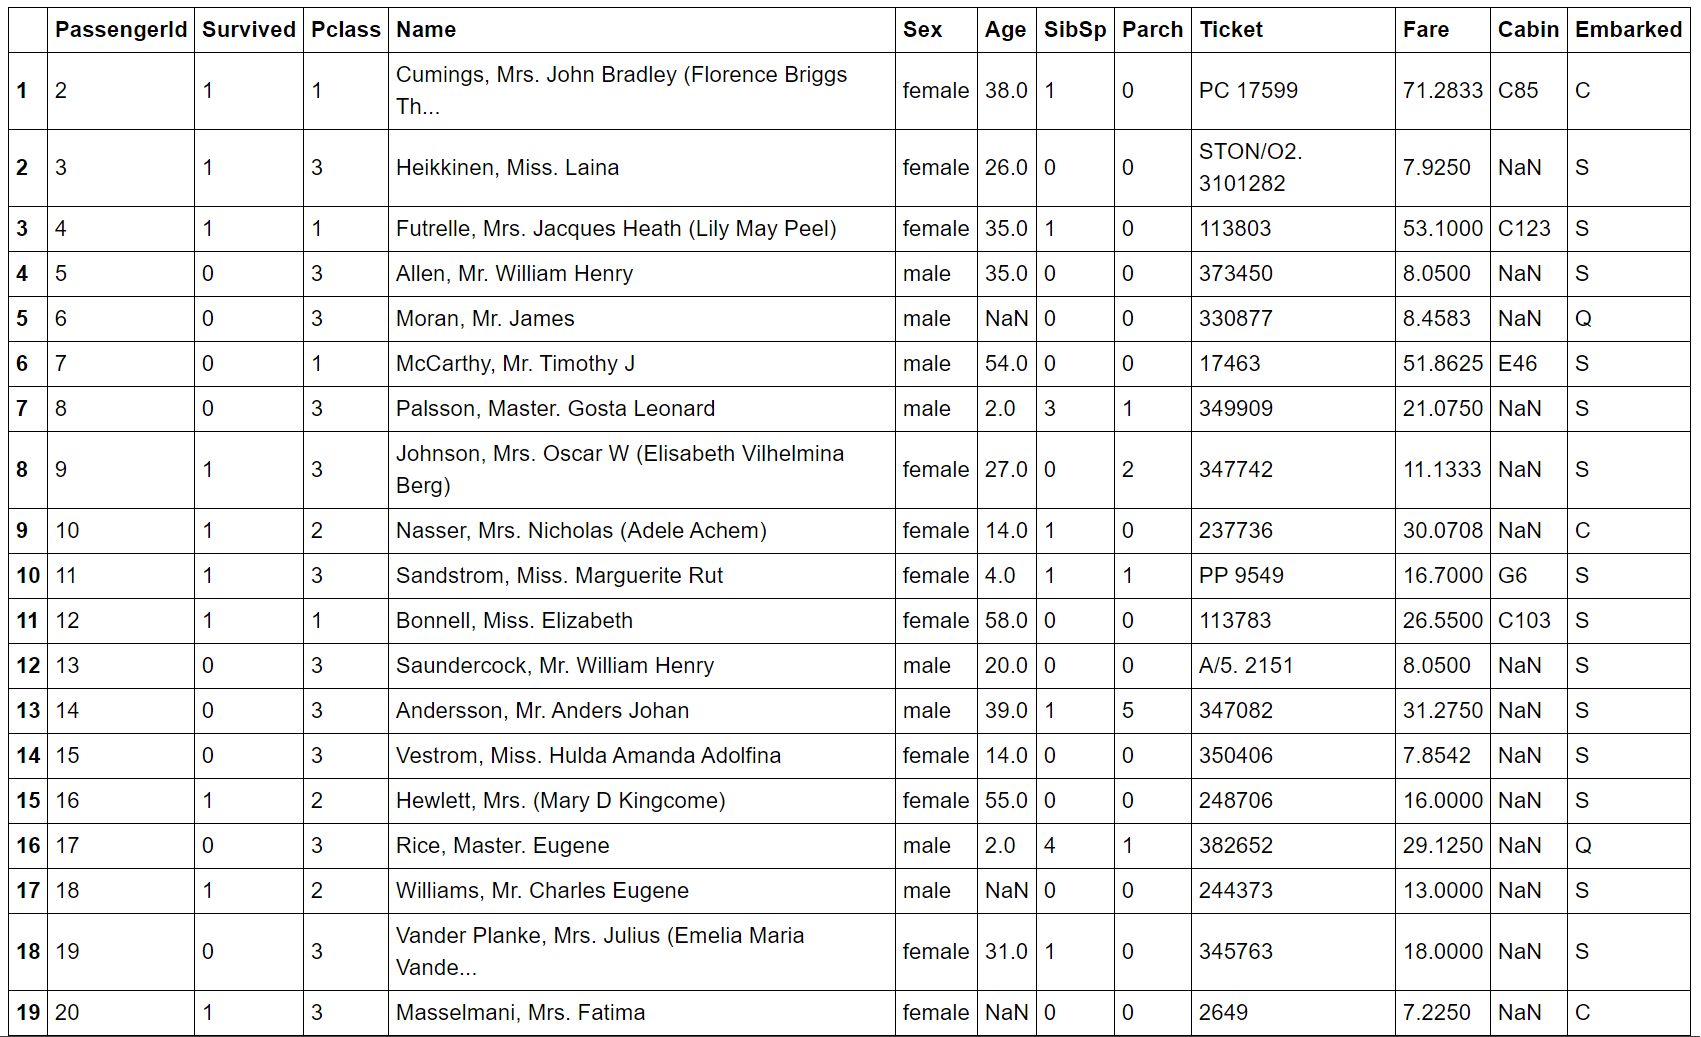 PassengerId Survived Pclass Name Sex Age SibSp Parch Ticket Fare Cabin Embarked
1 2 1 1 Cumings, Mrs. John Bradley (Florence Briggs
Th... female 38.0 1 0 PC 17599 71.2833 C85 C
2 3 1 3 Heikkinen, Miss. Laina female 26.0 0 0 STON/O2.
3101282 7.9250 NaN S
3 4 1 1 Futrelle, Mrs. Jacques Heath (Lily May Peel) female 35.0 1 0 113803 53.1000 C123 S
4 5 0 3 Allen, Mr. William Henry male 35.0 0 0 373450 8.0500 NaN S
5 6 0 3 Moran, Mr. James male NaN 0 0 330877 8.4583 NaN Q
6 7 0 1 McCarthy, Mr. Timothy J male 54.0 0 0 17463 51.8625 E46 S
7 8 0 3 Palsson, Master. Gosta Leonard male 2.0 3 1 349909 21.0750 NaN S
8 9 1 3 Johnson, Mrs. Oscar W (Elisabeth Vilhelmina
Berg) female 27.0 0 2 347742 11.1333 NaN S
9 10 1 2 Nasser, Mrs. Nicholas (Adele Achem) female 14.0 1 0 237736 30.0708 NaN C
10 11 1 3 Sandstrom, Miss. Marguerite Rut female 4.0 1 1 PP 9549 16.7000 G6 S
11 12 1 1 Bonnell, Miss. Elizabeth female 58.0 0 0 113783 26.5500 C103 S
12 13 0 3 Saundercock, Mr. William Henry male 20.0 0 0 A/5. 2151 8.0500 NaN S
13 14 0 3 Andersson, Mr. Anders Johan male 39.0 1 5 347082 31.2750 NaN S
14 15 0 3 Vestrom, Miss. Hulda Amanda Adolfina female 14.0 0 0 350406 7.8542 NaN S
15 16 1 2 Hewlett, Mrs. (Mary D Kingcome) female 55.0 0 0 248706 16.0000 NaN S
16 17 0 3 Rice, Master. Eugene male 2.0 4 1 382652 29.1250 NaN Q
17 18 1 2 Williams, Mr. Charles Eugene male NaN 0 0 244373 13.0000 NaN S
18 19 0 3 Vander Planke, Mrs. Julius (Emelia Maria
Vande... female 31.0 1 0 345763 18.0000 NaN S
19 20 1 3 Masselmani, Mrs. Fatima female NaN 0 0 2649 7.2250 NaN C